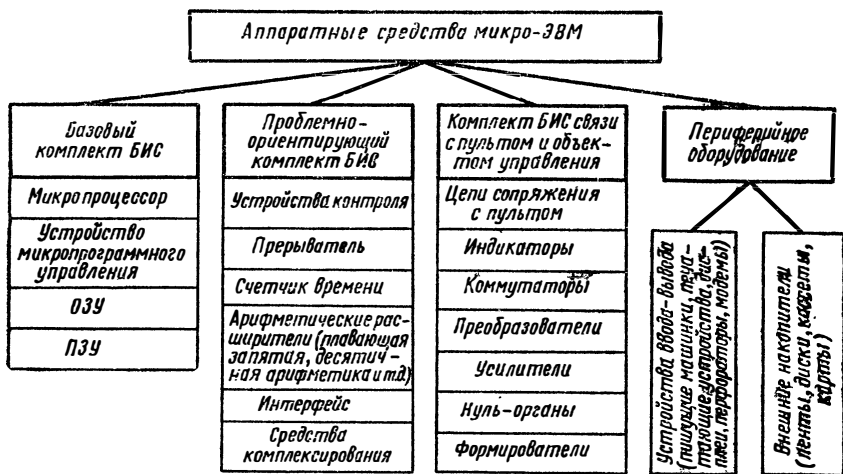 Аппаратные средства микро-ЭВМ
Базовый
комплект БИС
Микропроцессор
Устройство
микропрограммного
управления
ОЗУ
ПЗУ
Проблемно-
ориентирующий
комплект БИС
Устройства контроля
Прерыватель
Счетчик времени
Арифметические рас-
ширители (плавающая
запятая, десятич-
ная арифметика и т.д.)
Интерфейс
Средства
комплексирования
Комплект БИС связи
с пультом и объек-
том управления
Цепи сопряжения
с пультом
Индикаторы
Коммутаторы
Преобразователи
Усилители
Нуль-органы
Формирователи
Периферийное
оборудование
Устройства ввода-вывода
(пишущие машинки, печа-
тающие устройства, дис-
плеи, перфораторы, модемы)
Внешние накопители
(ленты, диски, кассеты,
карты)